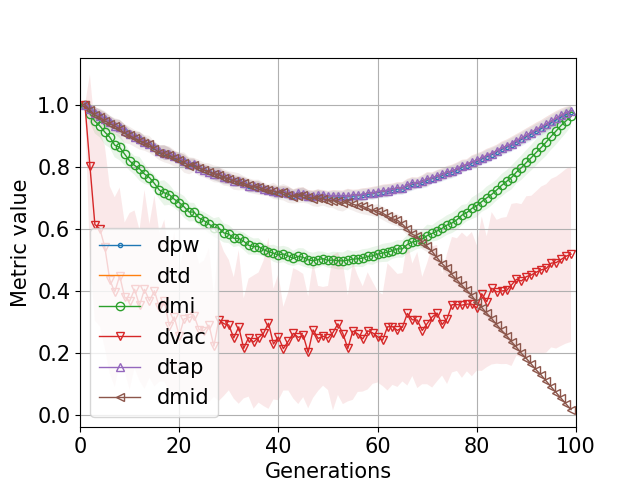 Metric value
1.0
0.8
0.6
0.4
0.2
0.0
dpw
dtd
dmi
dvac
dtap
dmid
0 20 40 60 80 100
Generations